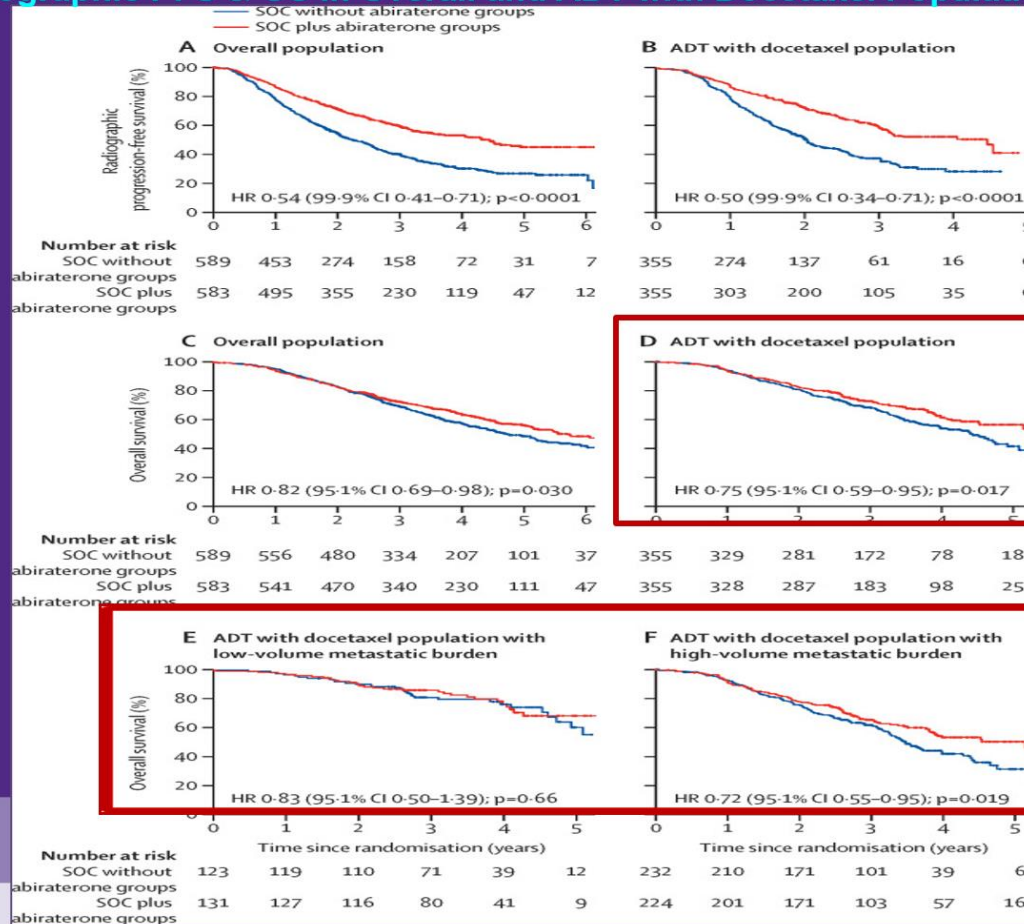 SOC without abiraterone groups
SOC plus abiraterone groups
A Overall population
Radiographic
progression-free survival (%)
100
80
60
40
20
0
HR 0·54 (99·9% CI 0·41–0·71); p<0·0001
0 1 2 3 4 5 6
B ADT with docetaxel population
HR 0·50 (99·9% CI 0·34–0·71); p<0·0001
0 1 2 3 4
Number at risk
SOC without 589 453 274 158 72 31 7 355 274 137 61 16
abiraterone groups
SOC plus 583 495 355 230 119 47 12 355 303 200 105 35
abiraterone groups
C Overall population
Overall survival (%)
100
80
60
40
20
0
HR 0·82 (95·1% CI 0·69–0·98); p=0·030
0 1 2 3 4 5 6
D ADT with docetaxel population
HR 0·75 (95·1% CI 0·59–0·95); p=0·017
0 1 2 3 4 5
Number at risk
SOC without 589 556 480 334 207 101 37 355 329 281 172 78 18
abiraterone groups
SOC plus 583 541 470 340 230 111 47 355 328 287 183 98 25
abiraterone groups
E ADT with docetaxel population with
low-volume metastatic burden
Overall survival (%)
100
80
60
40
20
HR 0·83 (95·1% CI 0·50–1·39); p=0·66
0 1 2 3 4 5
Time since randomisation (years)
F ADT with docetaxel population with
high-volume metastatic burden
HR 0·72 (95·1% CI 0·55–0·95); p=0·019
0 1 2 3 4 5
Time since randomisation (years)
Number at risk
SOC without 123 119 110 71 39 12 232 210 171 101 39 6
abiraterone groups
SOC plus 131 127 116 80 41 9 224 201 171 103 57 16
abiraterone groups